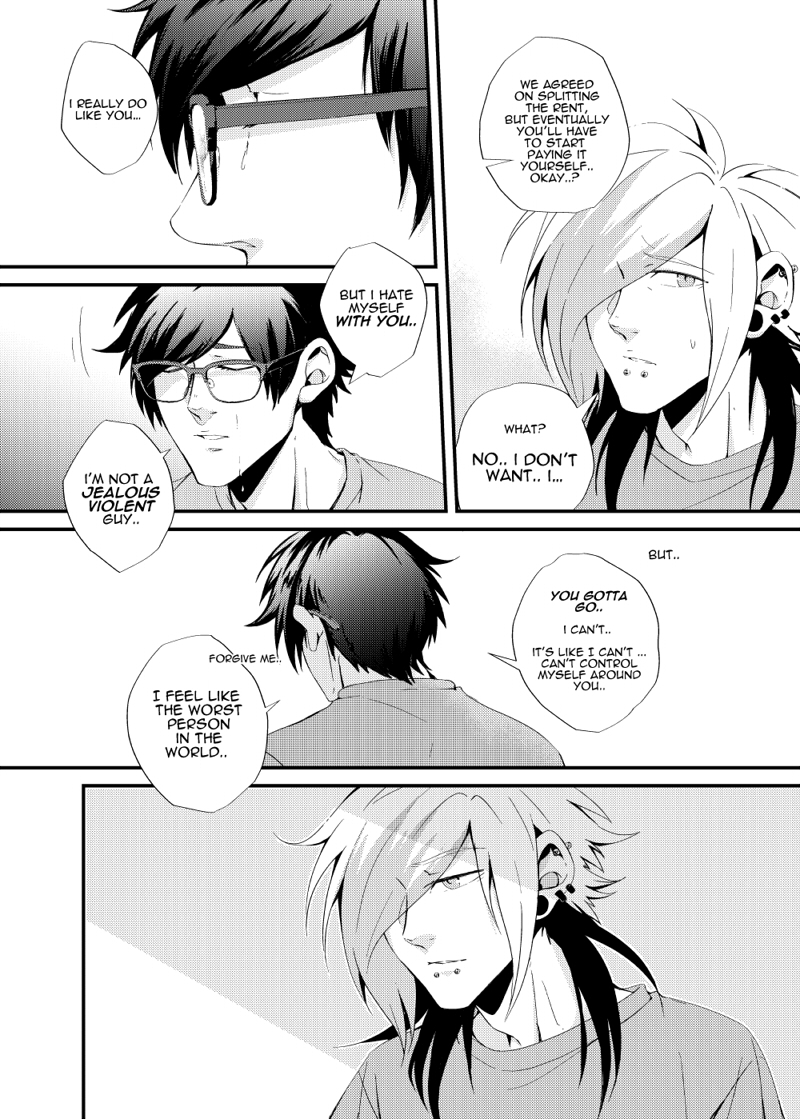 WE AGREED
ON SPLITTING
THE RENT,
BUT EVENTUALLY
YOU'LL HAVE
TO START
PAYING IT
YOURSELF..
OKAY..?
WHAT?
NO.. I DON'T
WANT.. I...
I REALLY DO
LIKE YOU...
BUT I HATE
MYSELF
WITH YOU..
I'M NOT A
JEALOUS
VIOLENT
GUY..
BUT..
YOU GOTTA
GO..
I CAN'T..
IT'S LIKE I CAN'T ...
CAN'T CONTROL
MYSELF AROUND
YOU..
FORGIVE ME!.
I FEEL LIKE
THE WORST
PERSON
IN THE
WORLD..